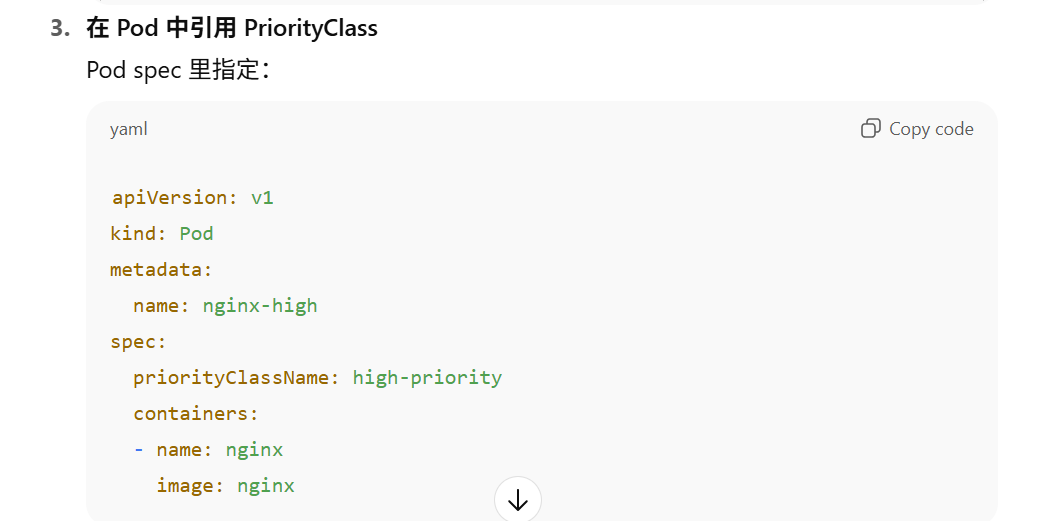 3. 在 Pod 中引用 PriorityClass
Pod spec 里指定：
yaml Copy code
apiVersion: v1
kind: Pod
metadata:
  name: nginx-high
spec:
  priorityClassName: high-priority
  containers:
  - name: nginx
    image: nginx